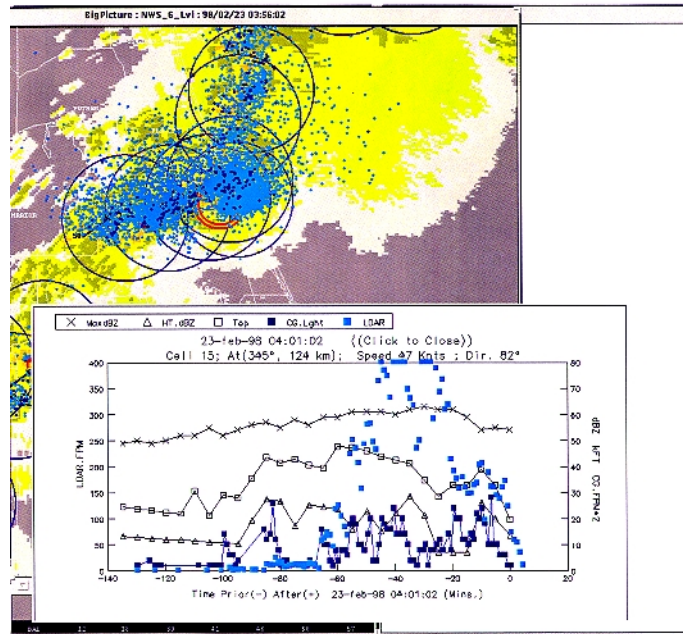 BigPicture : NWS_6_Lvl : 98/02/23 03:56:02
PUTNAM
MARION
MaxdBZ HT.dBZ Top CG.Lght LDAR
23-feb-98 04:01:02 ((Click to Close))
Cell 15; At(345°, 124 km); Speed 47 Knts ; Dir. 82°
400 80
350 70
300 60
250 50
200 40
150 30
100 20
50 10
0 0
LDAR.FPM
dBZ KFT CG.FPM*2
-140 -120 -100 -80 -60 -40 -20 0 20
Time Prior(-) After(+) 23-feb-98 04:01:02 (Mins.)